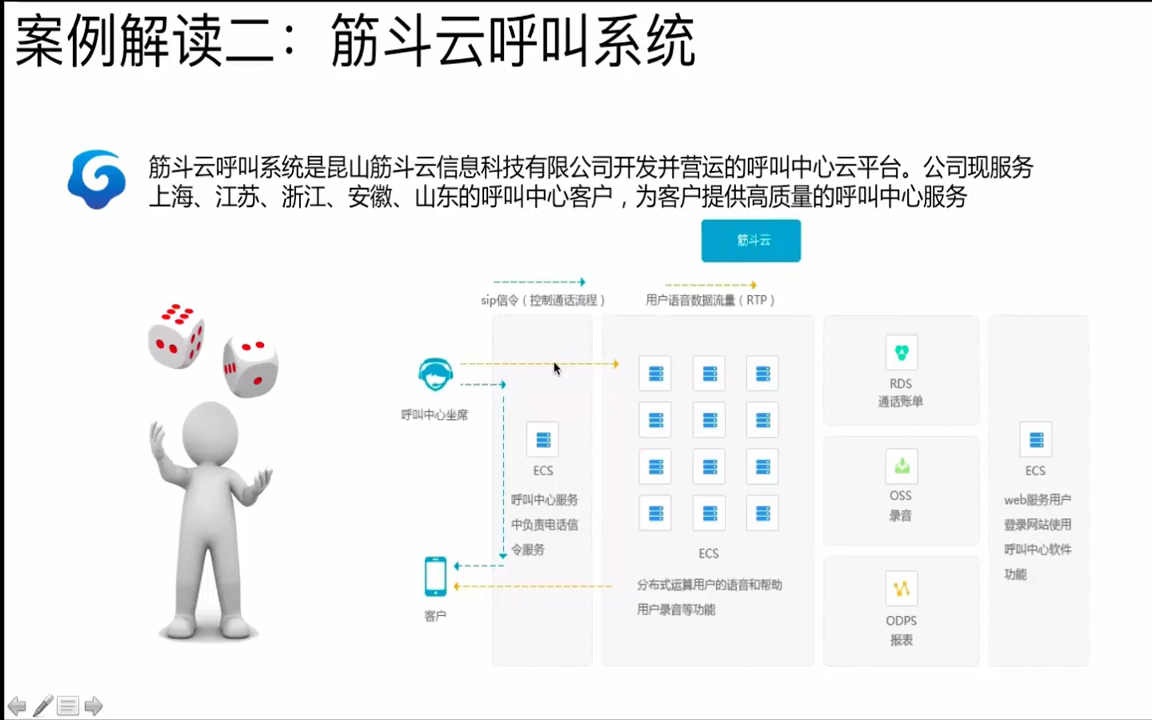 案例解读二：筋斗云呼叫系统
筋斗云呼叫系统是昆山筋斗云信息科技有限公司开发并营运的呼叫中心云平台。公司现服务
上海、江苏、浙江、安徽、山东的呼叫中心客户，为客户提供高质量的呼叫中心服务
筋斗云
sip信令（控制通话流程）
用户语音数据流量（RTP）
呼叫中心坐席
客户
ECS
呼叫中心服务
中负责电话信
令服务
ECS
分布式运算用户的语音和帮助
用户录音等功能
RDS
通话账单
OSS
录音
ODPS
报表
ECS
web服务用户
登录网站使用
呼叫中心软件
功能